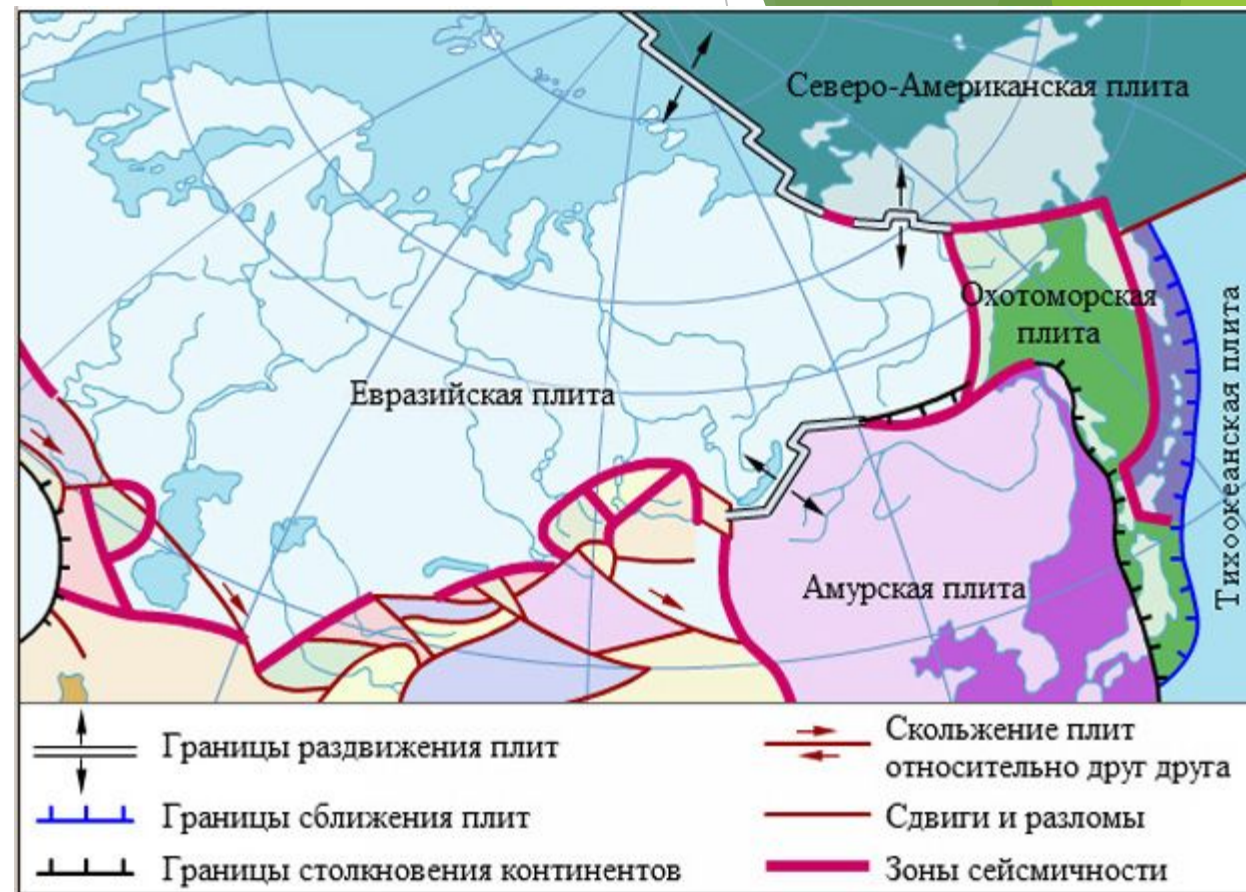 Северо-Американская плита
Охотоморская
плита
Евразийская плита
Тихоокеанская плита
Амурская плита
Границы раздвижения плит
Границы сближения плит
Границы столкновения континентов
Скольжение плит
относительно друг друга
Сдвиги и разломы
Зоны сейсмичности